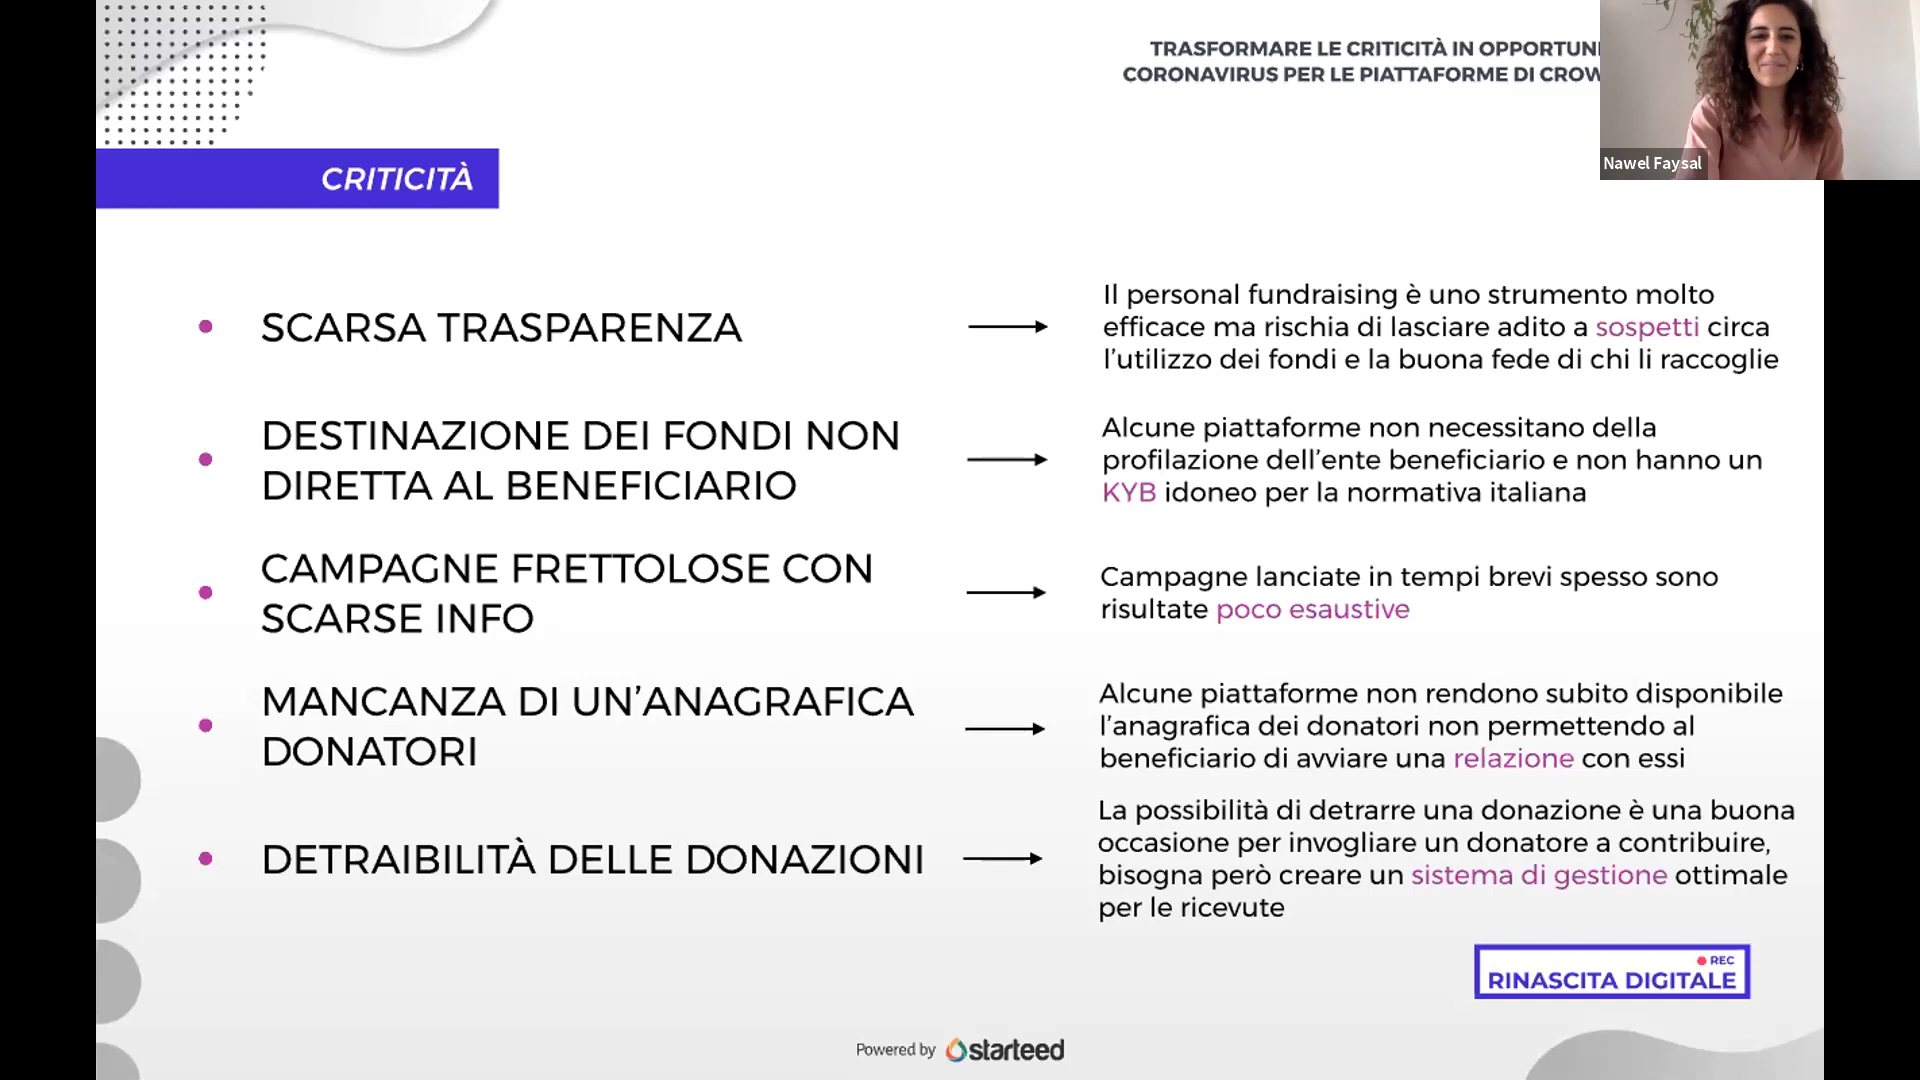 TRASFORMARE LE CRITICITÀ IN
CORONAVIRUS PER LE PIATTAFORME DI
Nawel Faysal
CRITICITÀ
SCARSA TRASPARENZA
Il personal fundraising è uno strumento molto
efficace ma rischia di lasciare adito a sospetti circa
l’utilizzo dei fondi e la buona fede di chi li raccoglie
DESTINAZIONE DEI FONDI NON
DIRETTA AL BENEFICIARIO
Alcune piattaforme non necessitano della
profilazione dell’ente beneficiario e non hanno un
KYB idoneo per la normativa italiana
CAMPAGNE FRETTOLOSE CON
SCARSE INFO
Campagne lanciate in tempi brevi spesso sono
risultate poco esaustive
MANCANZA DI UN’ANAGRAFICA
DONATORI
Alcune piattaforme non rendono subito disponibile
l’anagrafica dei donatori non permettendo al
beneficiario di avviare una relazione con essi
DETRAIBILITÀ DELLE DONAZIONI
La possibilità di detrarre una donazione è una buona
occasione per invogliare un donatore a contribuire,
bisogna però creare un sistema di gestione ottimale
per le ricevute
REC
RINASCITA DIGITALE
Powered by starteed